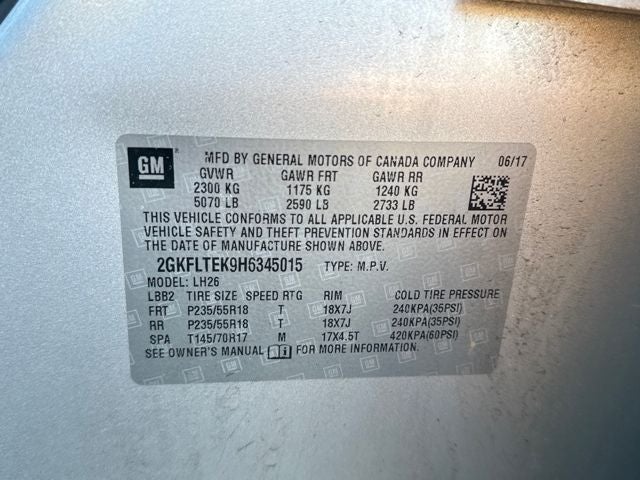 GM MFD BY GENERAL MOTORS OF CANADA COMPANY 06/17
GVWR GAWR FRT GAWR RR
2300 KG 1175 KG 1240 KG
5070 LB 2590 LB 2733 LB
THIS VEHICLE CONFORMS TO ALL APPLICABLE U.S. FEDERAL MOTOR
VEHICLE SAFETY AND THEFT PREVENTION STANDARDS IN EFFECT ON
THE DATE OF MANUFACTURE SHOWN ABOVE.
2GKFLTEK9H6345015 TYPE: M.P.V.
MODEL: LH26
LBB2 TIRE SIZE SPEED RTG RIM COLD TIRE PRESSURE
FRT P235/55R18 T 18X7J 240KPA(35PSI)
RR P235/55R18 T 18X7J 240KPA(35PSI)
SPA T145/70R17 M 17X4.5T 420KPA(60PSI)
SEE OWNER'S MANUAL FOR MORE INFORMATION.